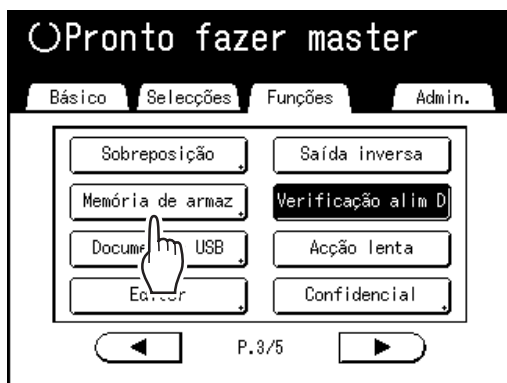 Pronto fazer master
Básico Selecções Funções Admin.
Sobreposição Saída inversa
Memória de armaz Verificação alim D
USB Acção lenta
Confidencial
P.3/5